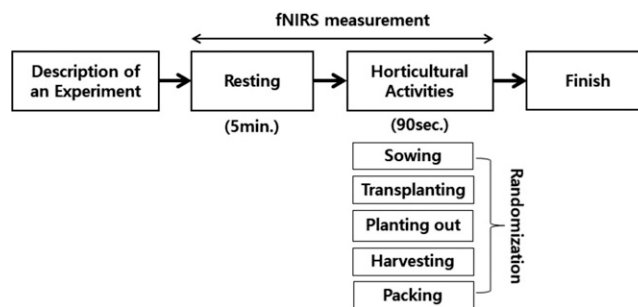 fNIRS measurement
Description of
an Experiment
Resting
Horticultural
Activities
Finish
(5min.)
(90sec.)
Sowing
Transplanting
Planting out
Harvesting
Packing
Randomization